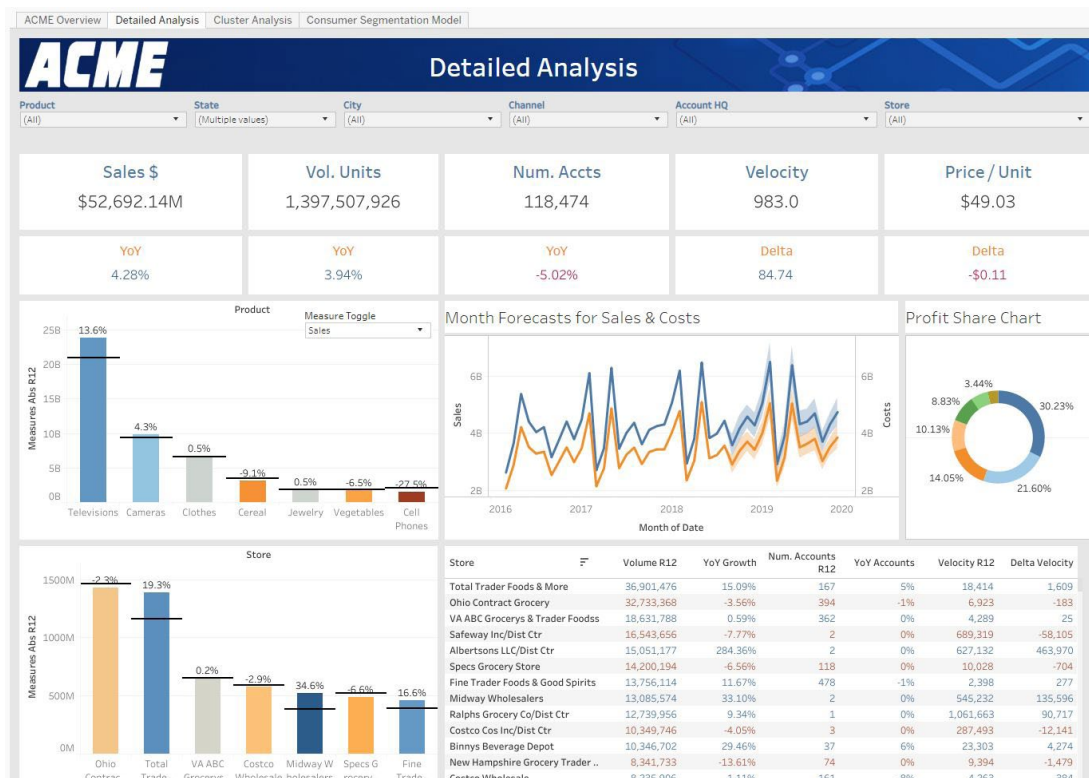 ACME Overview Detailed Analysis Cluster Analysis Consumer Segmentation Model
ACME Detailed Analysis
Product State City Channel Account HQ Store
(All) (Multiple values) (All) (All) (All) (All)
Sales $ Vol. Units Num. Accts Velocity Price / Unit
$52,692.14M 1,397,507,926 118,474 983.0 $49.03
YoY YoY YoY Delta Delta
4.28% 3.94% -5.02% 84.74 -$0.11
Product
Measure Toggle
Sales
Measures Abs R12
25B
20B
15B
10B
5B
0B
13.6% 4.3% 0.5% -9.1% 0.5% -6.5% -27.5%
Televisions Cameras Clothes Cereal Jewelry Vegetables Cell
Phones
Month Forecasts for Sales & Costs
Sales
6B
4B
2B
6B
4B
2B
Costs
2016 2017 2018 2019 2020
Month of Date
Profit Share Chart
3.44%
8.83% 30.23%
10.13%
14.05%
21.60%
Store
Measures Abs R12
1500M
1000M
500M
0M
-2.3% 19.3% 0.2% -2.9% 34.6% -6.6% 16.6%
Ohio Total VA ABC Costco Midway W Specs G Fine
Contrac Trade Grocerys Wholesale holesalers rocery Trade
Store Volume R12 YoY Growth Num. Accounts R12 YoY Accounts Velocity R12 Delta Velocity
Total Trader Foods & More 36,901,476 15.09% 167 5% 18,414 1,609
Ohio Contract Grocery 32,733,368 -3.56% 394 -1% 6,923 -183
VA ABC Grocerys & Trader Foodss 18,631,788 0.59% 362 0% 4,289 25
Safeway Inc/Dist Ctr 16,543,656 -7.77% 2 0% 689,319 -58,105
Albertsons LLC/Dist Ctr 15,051,177 284.36% 2 0% 627,132 463,970
Specs Grocery Store 14,200,194 -6.56% 118 0% 10,028 -704
Fine Trader Foods & Good Spirits 13,756,114 11.67% 478 -1% 2,398 277
Midway Wholesalers 13,085,574 33.10% 2 0% 545,232 135,596
Ralphs Grocery Co/Dist Ctr 12,739,956 9.34% 1 0% 1,061,663 90,717
Costco Cos Inc/Dist Ctr 10,349,746 -4.05% 3 0% 287,493 -12,141
Binnys Beverage Depot 10,346,702 29.46% 37 6% 23,303 4,274
New Hampshire Grocery Trader .. 8,341,733 -13.61% 74 0% 9,394 -1,479
Costco Wholesale